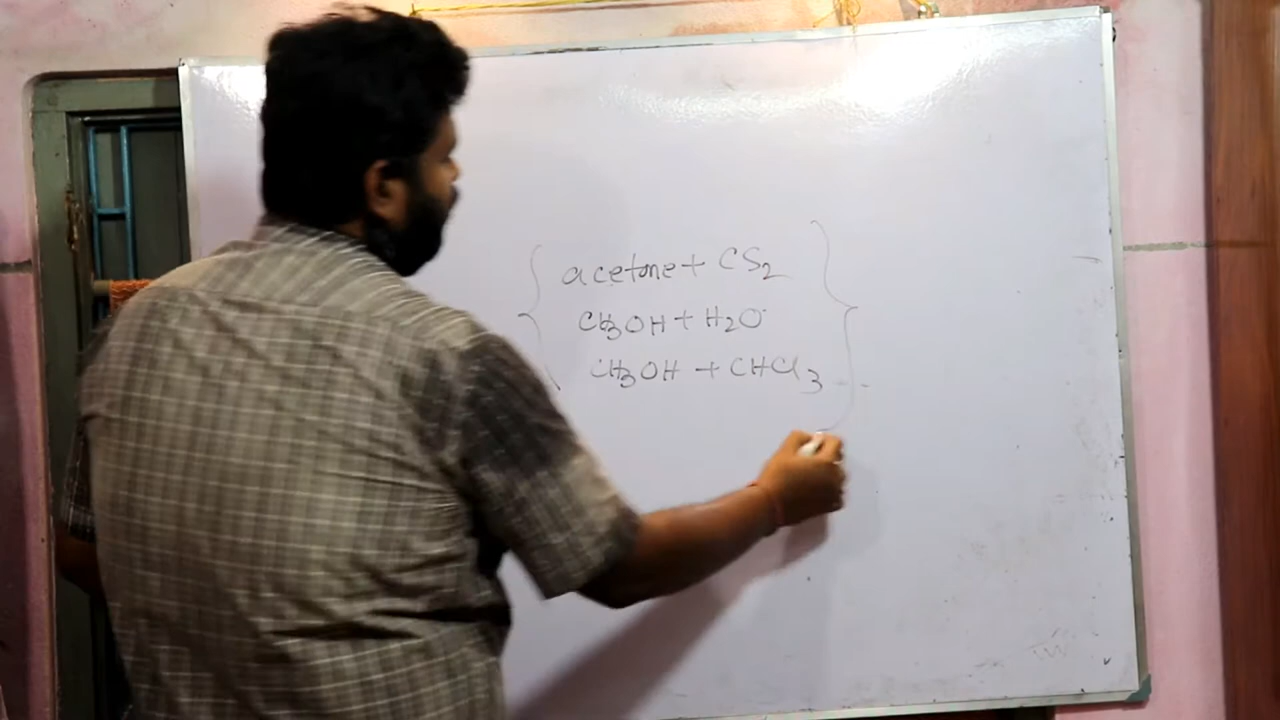 acetone + CS2
CH3OH + H2O
CH3OH + CHCl3